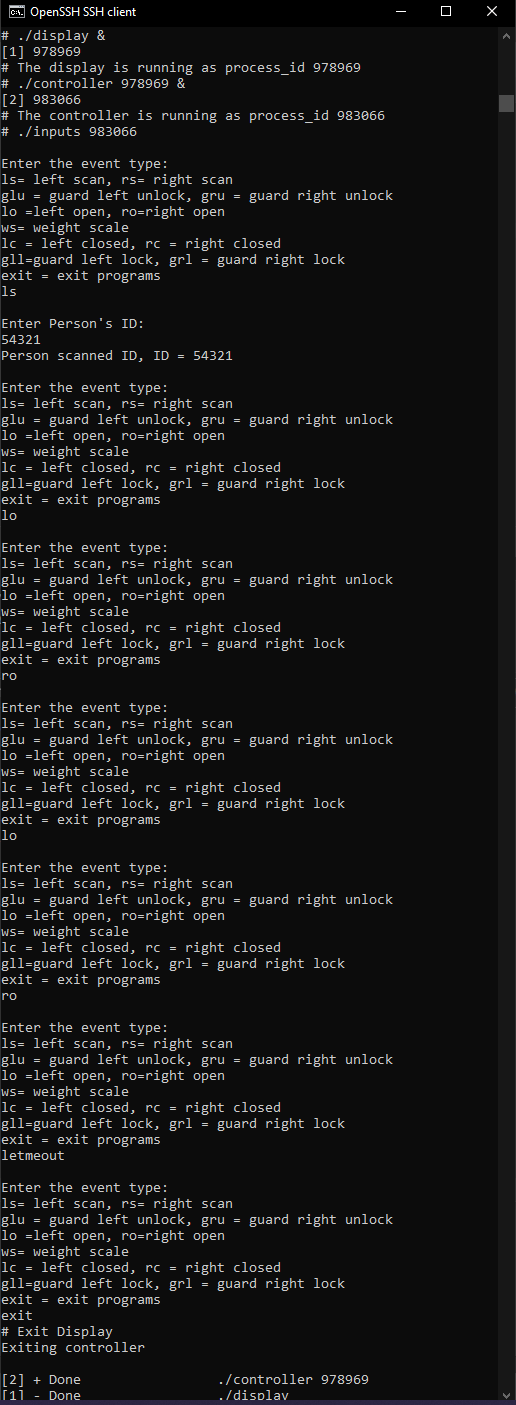 OpenSSH SSH client
# ./display &
[1] 978969
# The display is running as process_id 978969
# ./controller 978969 &
[2] 983066
# The controller is running as process_id 983066
# ./inputs 983066
Enter the event type:
ls= left scan, rs= right scan
glu = guard left unlock, gru = guard right unlock
lo =left open, ro=right open
ws= weight scale
lc = left closed, rc = right closed
gll=guard left lock, grl = guard right lock
exit = exit programs
ls
Enter Person's ID:
54321
Person scanned ID, ID = 54321
Enter the event type:
ls= left scan, rs= right scan
glu = guard left unlock, gru = guard right unlock
lo =left open, ro=right open
ws= weight scale
lc = left closed, rc = right closed
gll=guard left lock, grl = guard right lock
exit = exit programs
lo
Enter the event type:
ls= left scan, rs= right scan
glu = guard left unlock, gru = guard right unlock
lo =left open, ro=right open
ws= weight scale
lc = left closed, rc = right closed
gll=guard left lock, grl = guard right lock
exit = exit programs
ro
Enter the event type:
ls= left scan, rs= right scan
glu = guard left unlock, gru = guard right unlock
lo =left open, ro=right open
ws= weight scale
lc = left closed, rc = right closed
gll=guard left lock, grl = guard right lock
exit = exit programs
lo
Enter the event type:
ls= left scan, rs= right scan
glu = guard left unlock, gru = guard right unlock
lo =left open, ro=right open
ws= weight scale
lc = left closed, rc = right closed
gll=guard left lock, grl = guard right lock
exit = exit programs
ro
Enter the event type:
ls= left scan, rs= right scan
glu = guard left unlock, gru = guard right unlock
lo =left open, ro=right open
ws= weight scale
lc = left closed, rc = right closed
gll=guard left lock, grl = guard right lock
exit = exit programs
letmeout
Enter the event type:
ls= left scan, rs= right scan
glu = guard left unlock, gru = guard right unlock
lo =left open, ro=right open
ws= weight scale
lc = left closed, rc = right closed
gll=guard left lock, grl = guard right lock
exit = exit programs
exit
# Exit Display
Exiting controller
[2] + Done ./controller 978969
[1] - Done ./display